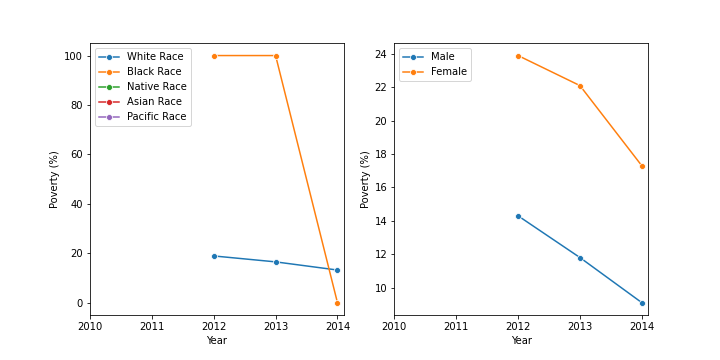 White Race
Black Race
Native Race
Asian Race
Pacific Race
100
80
60
40
20
0
Poverty (%)
2010 2011 2012 2013 2014
Year
Male
Female
24
22
20
18
16
14
12
10
Poverty (%)
2010 2011 2012 2013 2014
Year